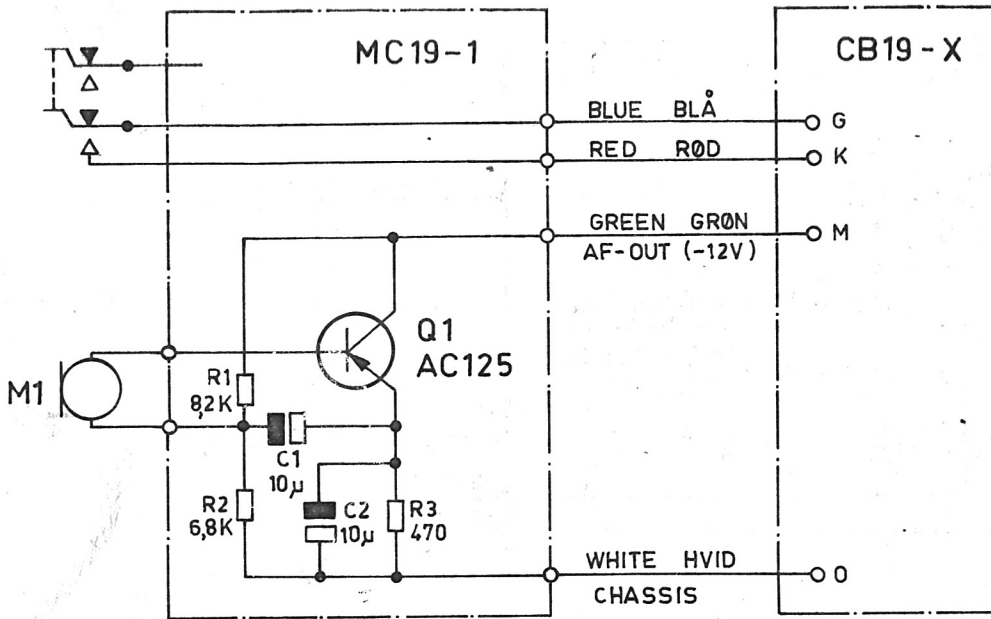 MC19-1
CB19-X
BLUE BLÅ
G
RED RØD
K
GREEN GRØN
M
AF-OUT (-12V)
Q1
AC125
M1
R1
8,2K
C1
10µ
R2
6,8K
C2
10µ
R3
470
WHITE HVID
O
CHASSIS